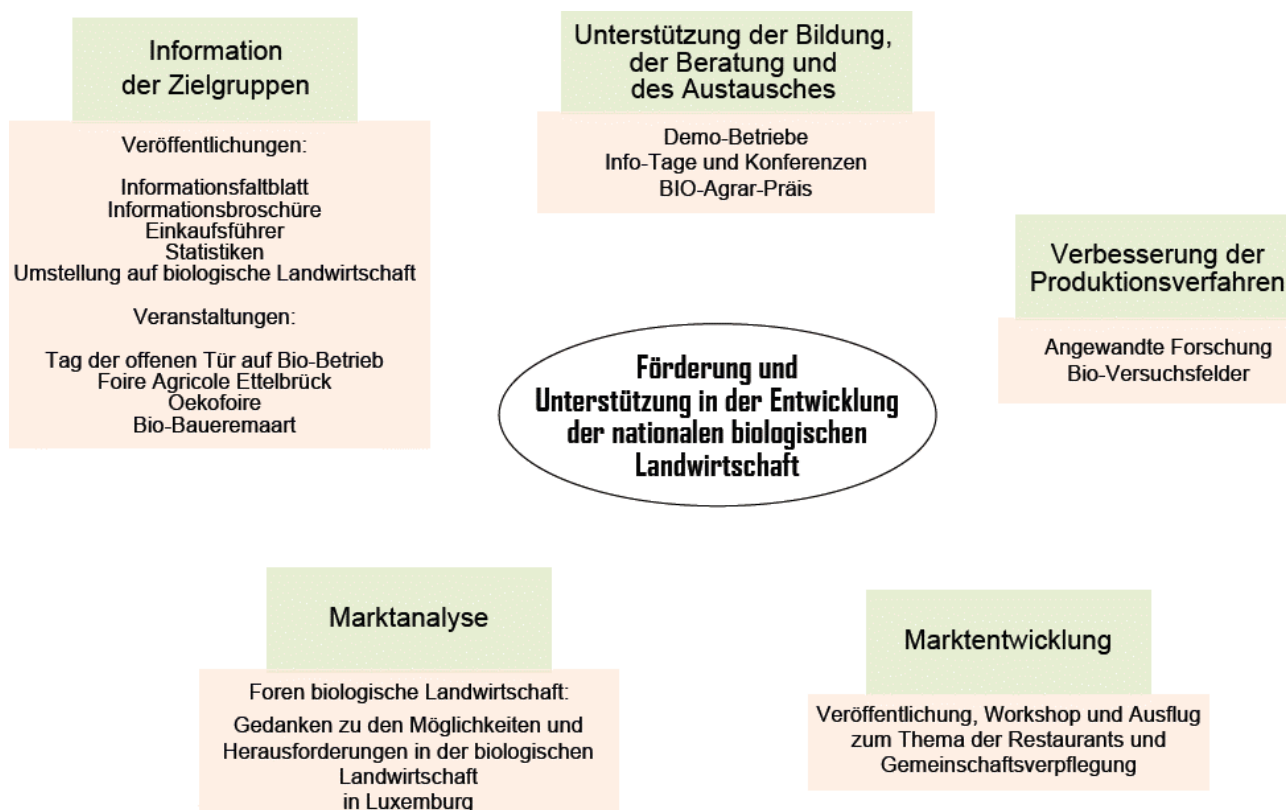 Information
der Zielgruppen
Veröffentlichungen:
Informationsfaltblatt
Informationsbroschüre
Einkaufsführer
Statistiken
Umstellung auf biologische Landwirtschaft
Veranstaltungen:
Tag der offenen Tür auf Bio-Betrieb
Foire Agricole Ettelbrück
Oekofoire
Bio-Baueremaart
Unterstützung der Bildung,
der Beratung und
des Austausches
Demo-Betriebe
Info-Tage und Konferenzen
BIO-Agrar-Präis
Verbesserung der
Produktionsverfahren
Angewandte Forschung
Bio-Versuchsfelder
Förderung und
Unterstützung in der Entwicklung
der nationalen biologischen
Landwirtschaft
Marktanalyse
Foren biologische Landwirtschaft:
Gedanken zu den Möglichkeiten und
Herausforderungen in der biologischen
Landwirtschaft
in Luxemburg
Marktentwicklung
Veröffentlichung, Workshop und Ausflug
zum Thema der Restaurants und
Gemeinschaftsverpflegung